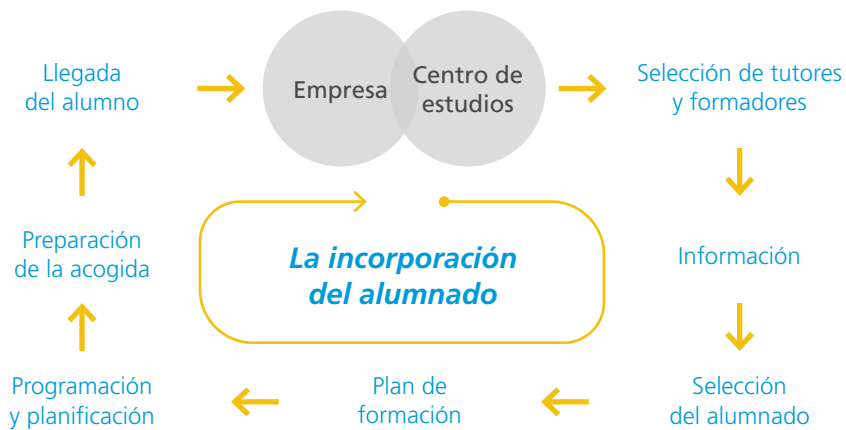 Llegada
del alumno
Empresa
Centro de
estudios
Selección de tutores
y formadores
Preparación
de la acogida
La incorporación
del alumnado
Información
Programación
y planificación
Plan de
formación
Selección
del alumnado